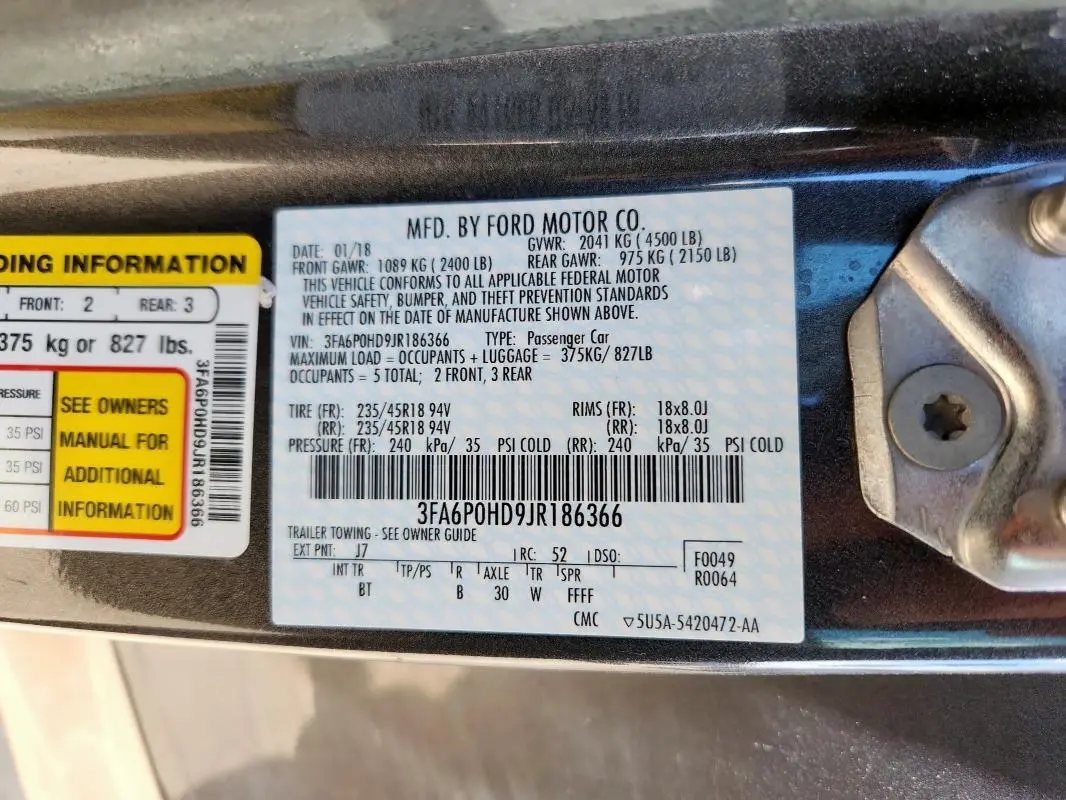 DING INFORMATION
FRONT: 2 REAR: 3
375 kg or 827 lbs.
RESSURE
35 PSI
35 PSI
60 PSI
SEE OWNERS
MANUAL FOR
ADDITIONAL
INFORMATION
3FA6P0HD9JR186366
MFD. BY FORD MOTOR CO.
DATE: 01/18 GVWR: 2041 KG ( 4500 LB)
FRONT GAWR: 1089 KG ( 2400 LB) REAR GAWR: 975 KG ( 2150 LB)
THIS VEHICLE CONFORMS TO ALL APPLICABLE FEDERAL MOTOR
VEHICLE SAFETY, BUMPER, AND THEFT PREVENTION STANDARDS
IN EFFECT ON THE DATE OF MANUFACTURE SHOWN ABOVE.
VIN: 3FA6P0HD9JR186366 TYPE: Passenger Car
MAXIMUM LOAD = OCCUPANTS + LUGGAGE = 375KG/ 827LB
OCCUPANTS = 5 TOTAL; 2 FRONT, 3 REAR
TIRE (FR): 235/45R18 94V RIMS (FR): 18x8.0J
(RR): 235/45R18 94V (RR): 18x8.0J
PRESSURE (FR): 240 kPa/ 35 PSI COLD (RR): 240 kPa/ 35 PSI COLD
3FA6P0HD9JR186366
TRAILER TOWING - SEE OWNER GUIDE
EXT PNT: J7 RC: 52 DSO: F0049
R0064
INT TR TP/PS R AXLE TR SPR
BT B 30 W FFFF
CMC ▽5U5A-5420472-AA